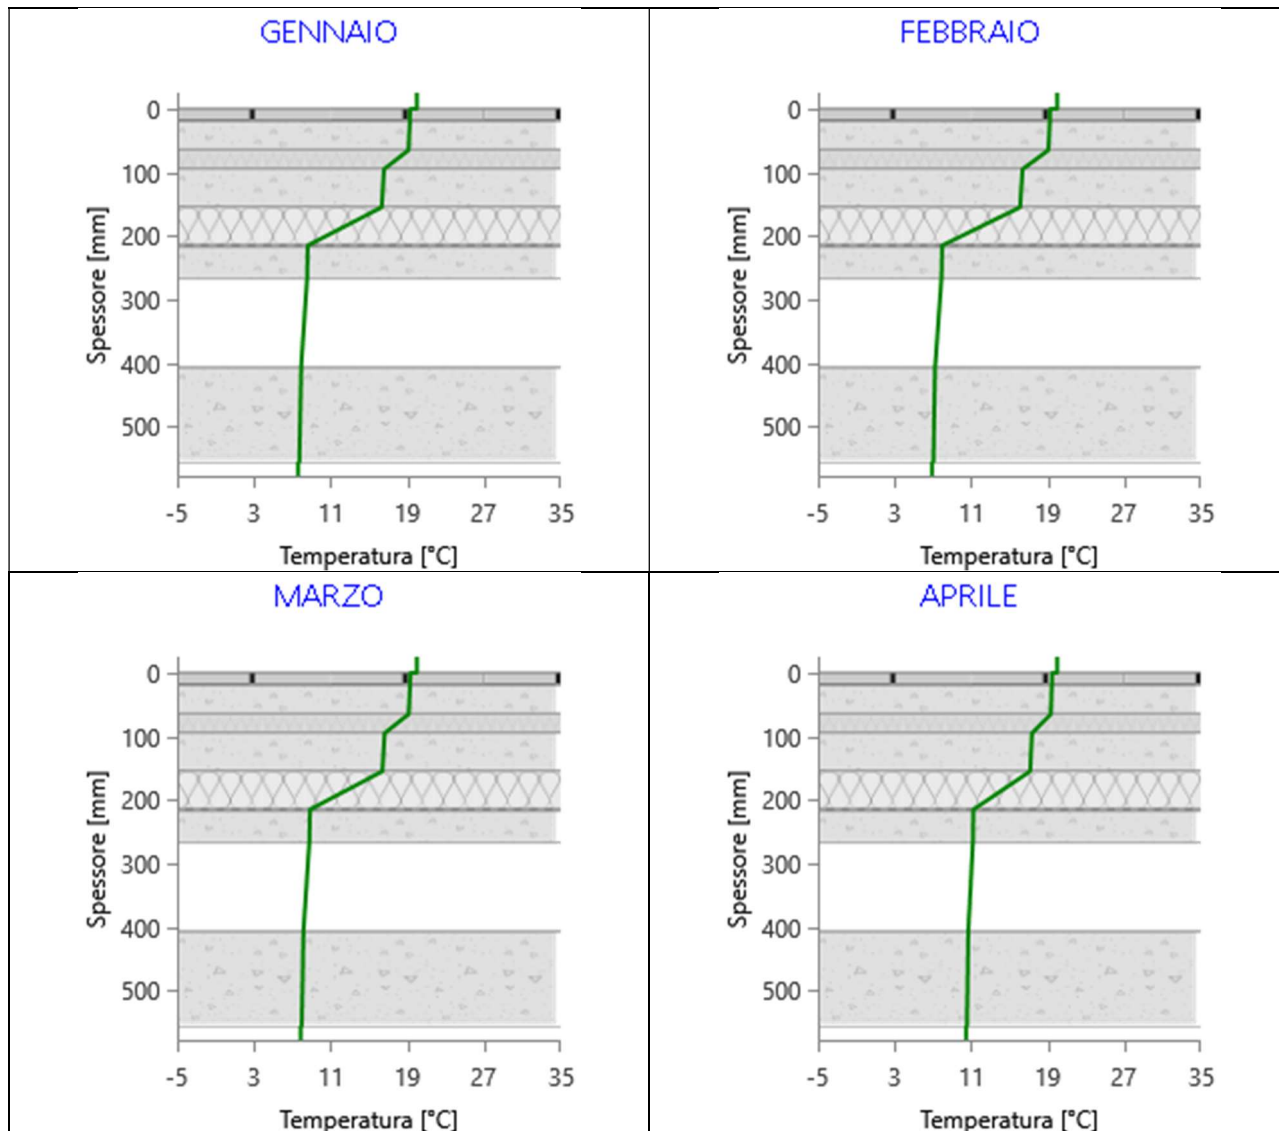 GENNAIO
0
100
200
300
400
500
Spessore [mm]
-5 3 11 19 27 35
Temperatura [°C]
FEBBRAIO
0
100
200
300
400
500
Spessore [mm]
-5 3 11 19 27 35
Temperatura [°C]
MARZO
0
100
200
300
400
500
Spessore [mm]
-5 3 11 19 27 35
Temperatura [°C]
APRILE
0
100
200
300
400
500
Spessore [mm]
-5 3 11 19 27 35
Temperatura [°C]